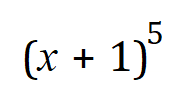 (x + 1)⁵